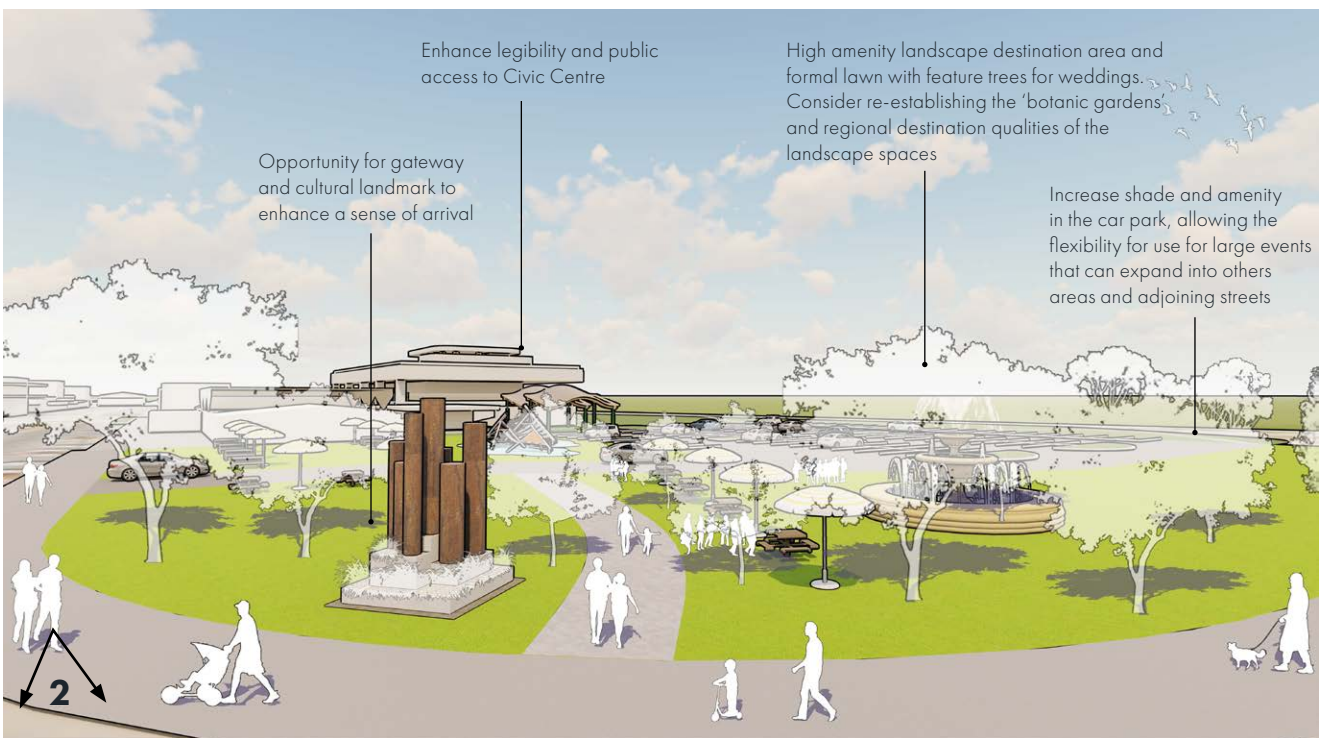 Enhance legibility and public
access to Civic Centre
High amenity landscape destination area and
formal lawn with feature trees for weddings.
Consider re-establishing the ‘botanic gardens’
and regional destination qualities of the
landscape spaces
Opportunity for gateway
and cultural landmark to
enhance a sense of arrival
Increase shade and amenity
in the car park, allowing the
flexibility for use for large events
that can expand into others
areas and adjoining streets
2